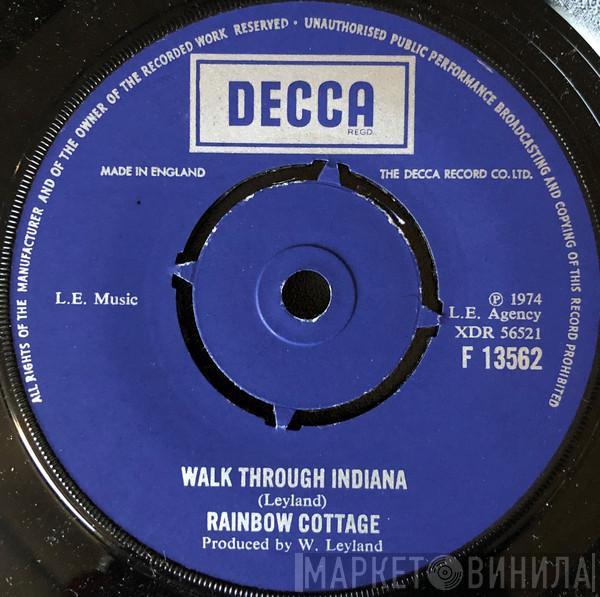 ALL RIGHTS OF THE MANUFACTURER AND OF THE OWNER OF THE RECORDED WORK RESERVED · UNAUTHORISED PUBLIC PERFORMANCE BROADCASTING AND COPYING OF THIS RECORD PROHIBITED
DECCA
REGD.
MADE IN ENGLAND
THE DECCA RECORD CO. LTD.
L.E. Music
℗ 1974
L.E. Agency
XDR 56521
F 13562
WALK THROUGH INDIANA
(Leyland)
RAINBOW COTTAGE
Produced by W. Leyland
МАРКЕТ ВИНИЛА